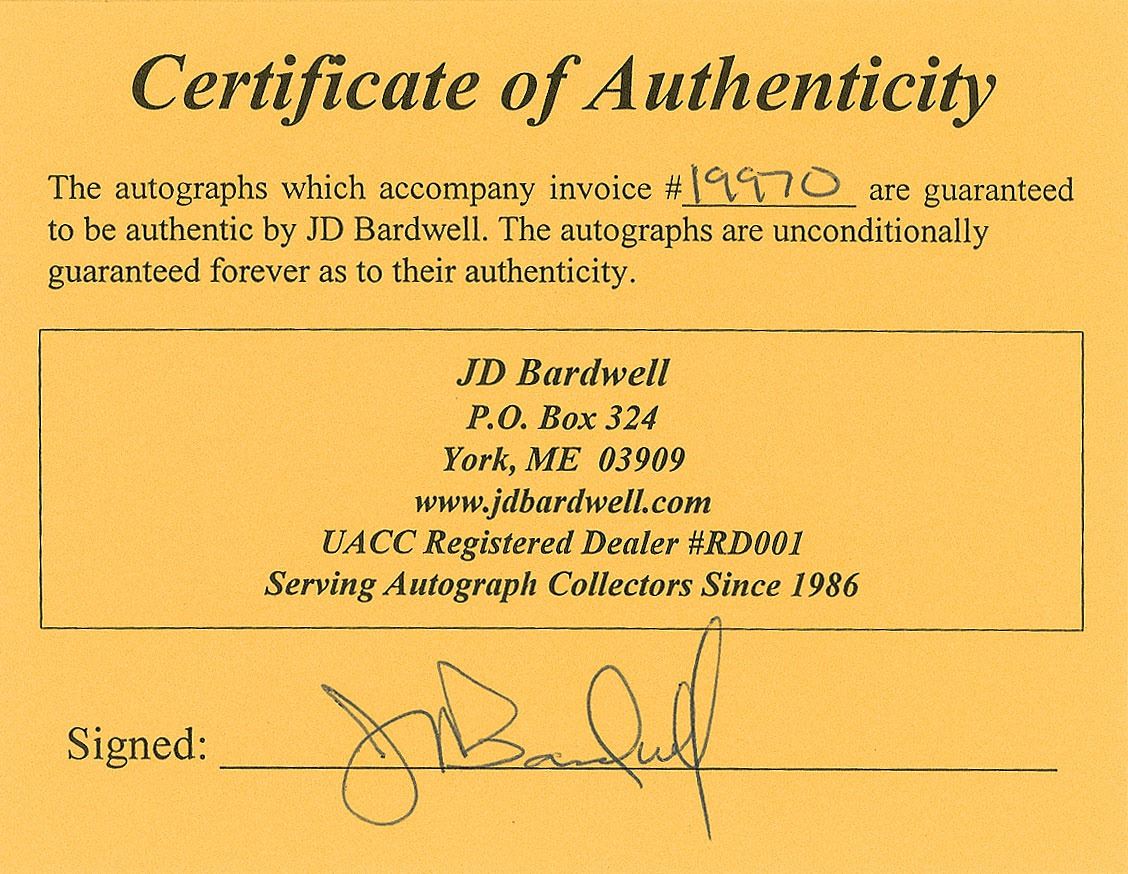 Certificate of Authenticity
The autographs which accompany invoice #19970 are guaranteed
to be authentic by JD Bardwell. The autographs are unconditionally
guaranteed forever as to their authenticity.
JD Bardwell
P.O. Box 324
York, ME 03909
www.jdbardwell.com
UACC Registered Dealer #RD001
Serving Autograph Collectors Since 1986
Signed: JD Bardwell